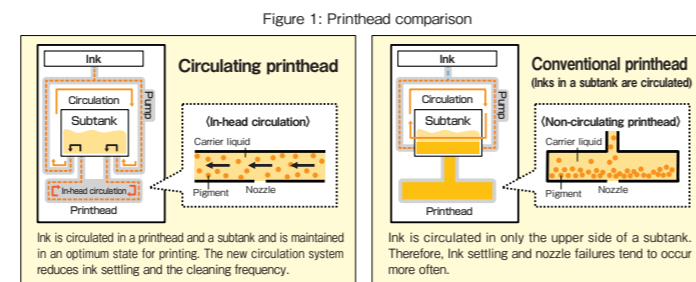 Figure 1: Printhead comparison
Ink
Circulating printhead
Circulation
Pump
Subtank
〈In-head circulation〉
Carrier liquid
In-head circulation
Pigment
Nozzle
Printhead
Ink is circulated in a printhead and a subtank and is maintained
in an optimum state for printing. The new circulation system
reduces ink settling and the cleaning frequency.
Ink
Conventional printhead
(Inks in a subtank are circulated)
Circulation
Pump
Subtank
〈Non-circulating printhead〉
Carrier liquid
Pigment
Nozzle
Printhead
Ink is circulated in only the upper side of a subtank.
Therefore, Ink settling and nozzle failures tend to occur
more often.